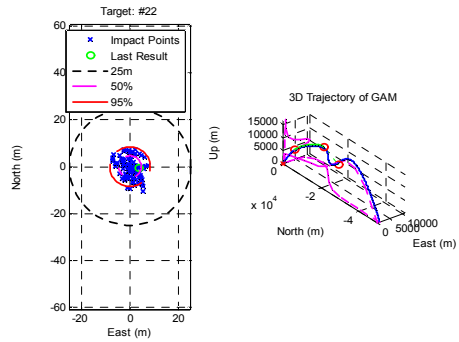 Target: #22
60
40
20
0
-20
-40
-60
-20
0
20
North (m)
East (m)
Impact Points
Last Result
25m
50%
95%
3D Trajectory of GAM
15000
10000
5000
0
Up (m)
0
-2
-4
x 10^4
North (m)
0
5000
10000
East (m)